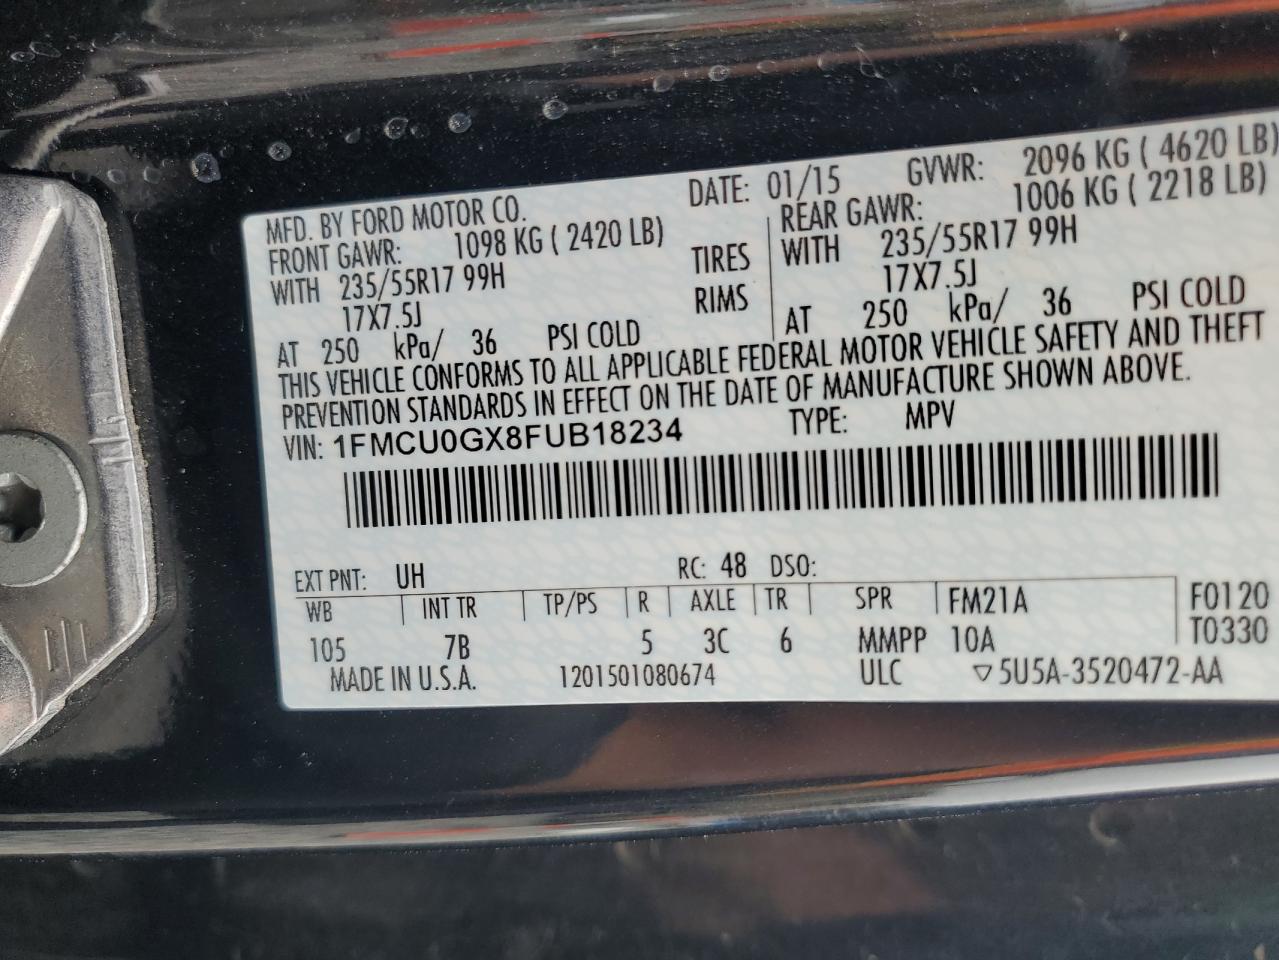 MFD. BY FORD MOTOR CO.
DATE: 01/15 GVWR: 2096 KG ( 4620 LB)
FRONT GAWR: 1098 KG ( 2420 LB)
REAR GAWR: 1006 KG ( 2218 LB)
WITH 235/55R17 99H TIRES WITH 235/55R17 99H
17X7.5J RIMS 17X7.5J
AT 250 kPa/ 36 PSI COLD AT 250 kPa/ 36 PSI COLD
THIS VEHICLE CONFORMS TO ALL APPLICABLE FEDERAL MOTOR VEHICLE SAFETY AND THEFT
PREVENTION STANDARDS IN EFFECT ON THE DATE OF MANUFACTURE SHOWN ABOVE.
VIN: 1FMCU0GX8FUB18234 TYPE: MPV
EXT PNT: UH RC: 48 DSO:
WB INT TR TP/PS R AXLE TR SPR FM21A F0120
105 7B 5 3C 6 MMPP 10A T0330
MADE IN U.S.A. 1201501080674 ULC ▽5U5A-3520472-AA